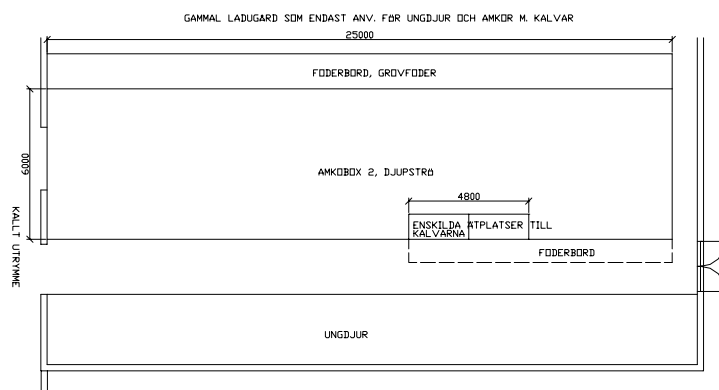 GAMMAL LADUGÅRD SOM ENDAST ANV. FÖR UNGDJUR OCH AMKOR M. KALVAR
25000
FODERBORD, GROVFODER
6000
AMKOBOX 2, DJUPSTRÖ
4800
ENSKILDA ÄTPLATSER TILL
KALVARNA
FODERBORD
KALLT UTRYMME
UNGDJUR